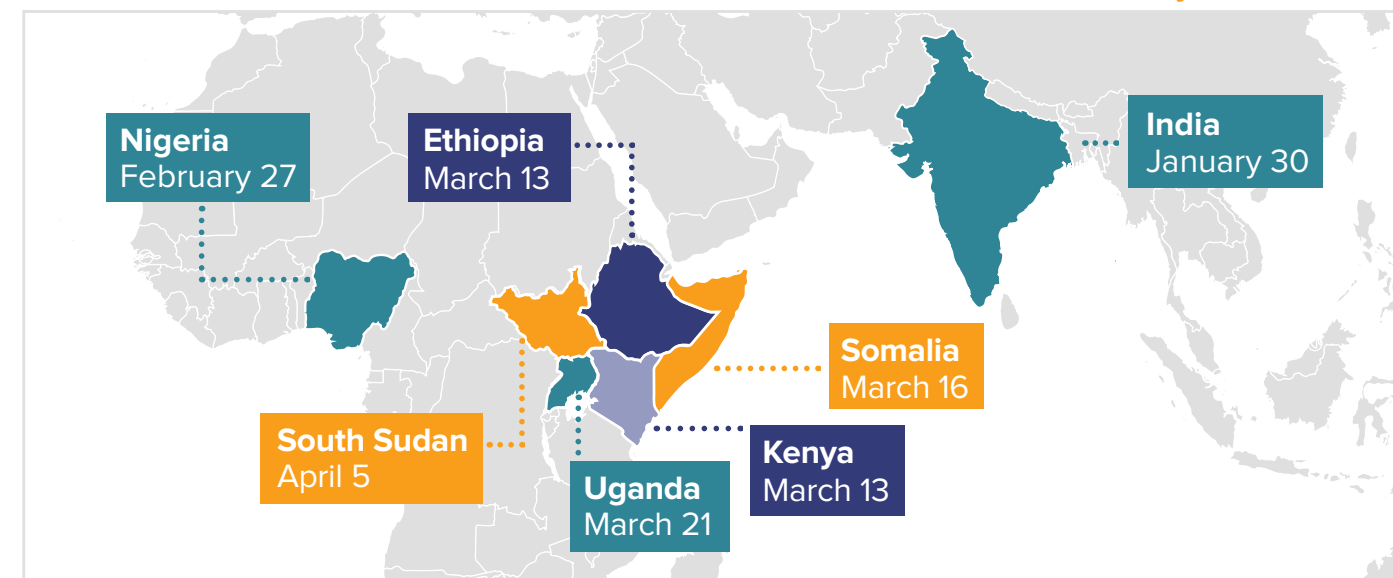 Nigeria
February 27
Ethiopia
March 13
India
January 30
Somalia
March 16
South Sudan
April 5
Kenya
March 13
Uganda
March 21